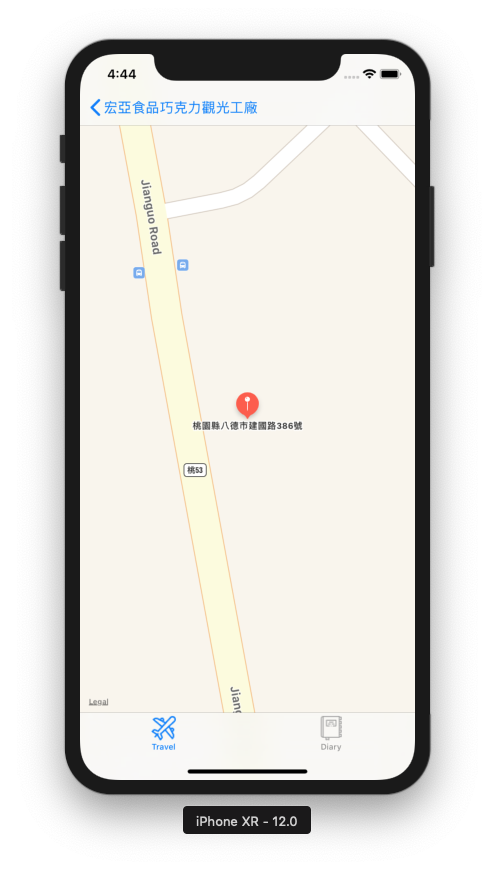 4:44
宏亞食品巧克力觀光工廠
Jianguo Road
桃園縣八德市建國路386號
桃53
Jiang
Legal
Travel
Diary
iPhone XR - 12.0